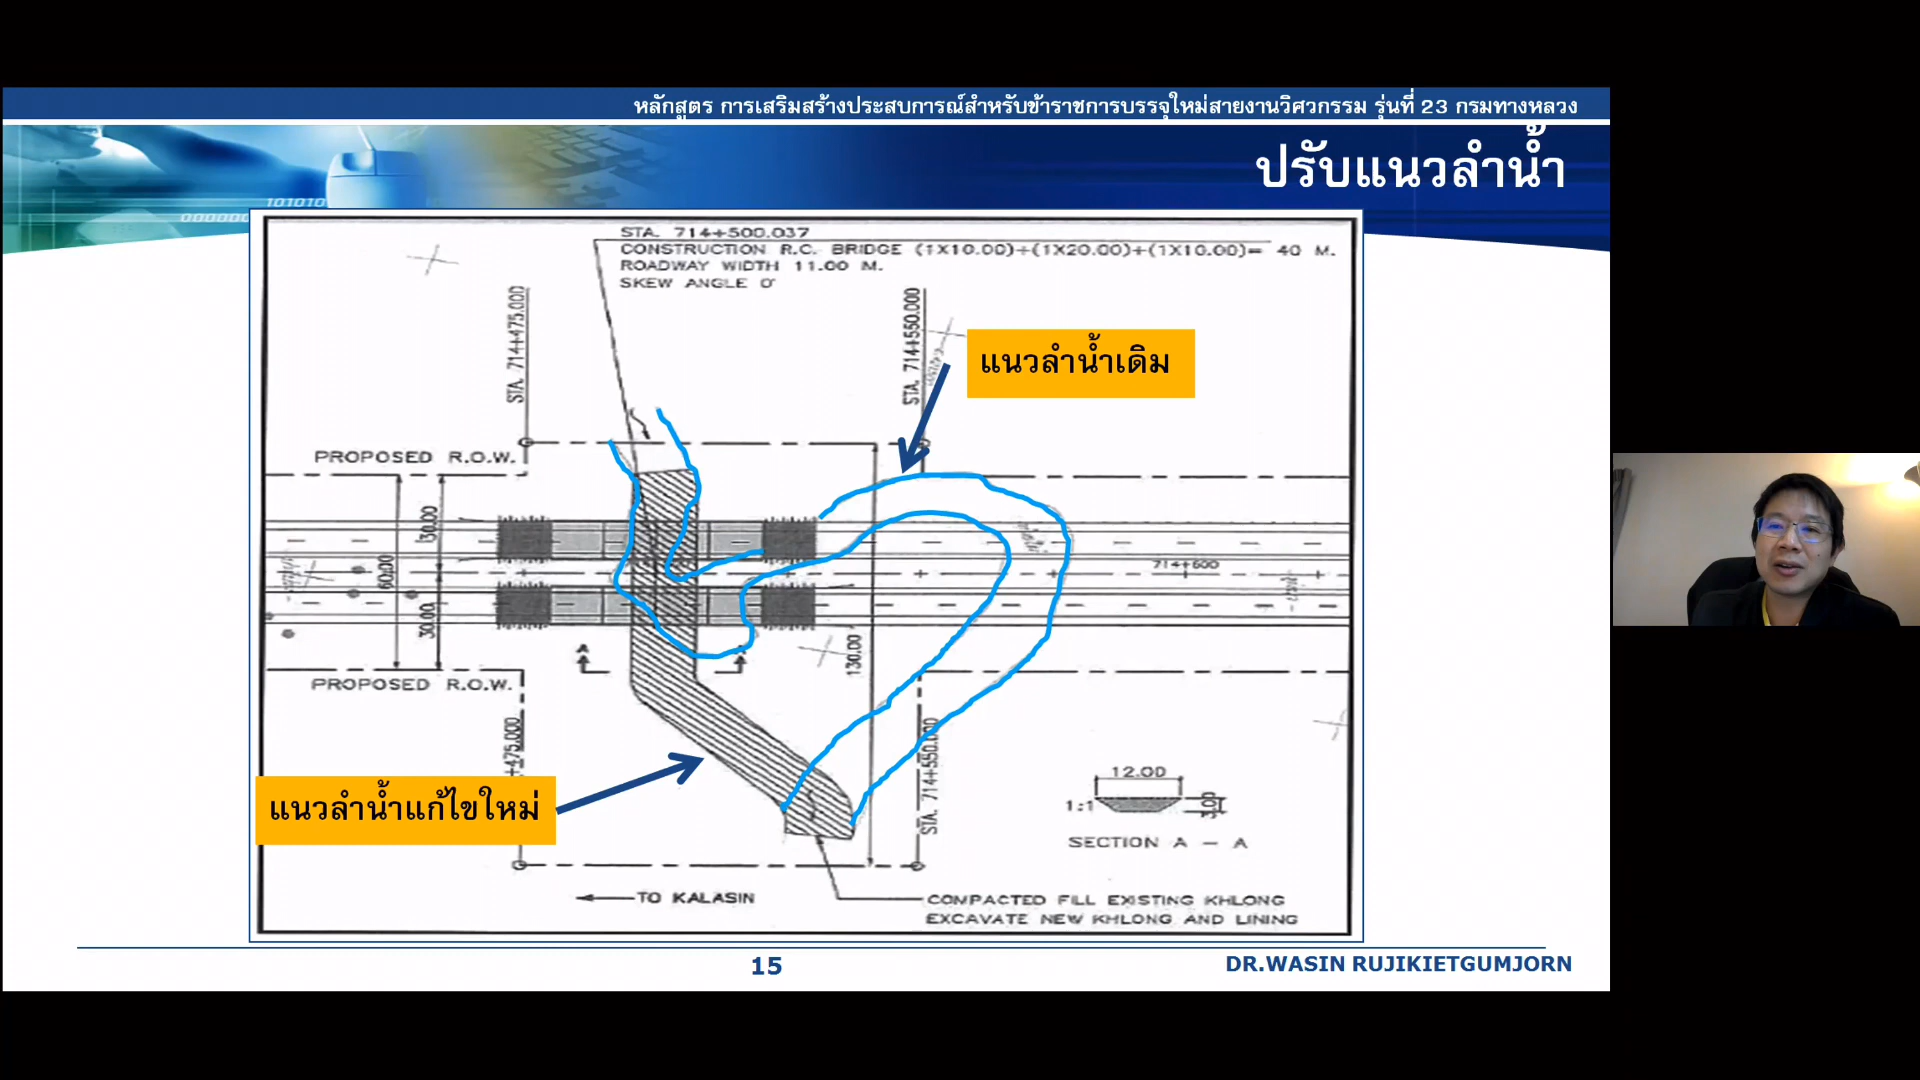 หลักสูตร การเสริมสร้างประสบการณ์สำหรับข้าราชการบรรจุใหม่สายงานวิศวกรรม รุ่นที่ 23 กรมทางหลวง
ปรับแนวลำน้ำ
101010
000000
STA. 714+500.037
CONSTRUCTION R.C. BRIDGE (1X10.00)+(1X20.00)+(1X10.00)= 40 M.
ROADWAY WIDTH 11.00 M.
SKEW ANGLE 0°
STA. 714+475.000
STA. 714+550.000
แนวลำน้ำเดิม
PROPOSED R.O.W.
30.00
60.00
30.00
714+600
130.00
A
A
PROPOSED R.O.W.
+475.000
STA. 714+550.000
แนวลำน้ำแก้ไขใหม่
12.00
1:1
3.00
SECTION A - A
TO KALASIN
COMPACTED FILL EXISTING KHLONG
EXCAVATE NEW KHLONG AND LINING
15
DR.WASIN RUJIKIETGUMJORN